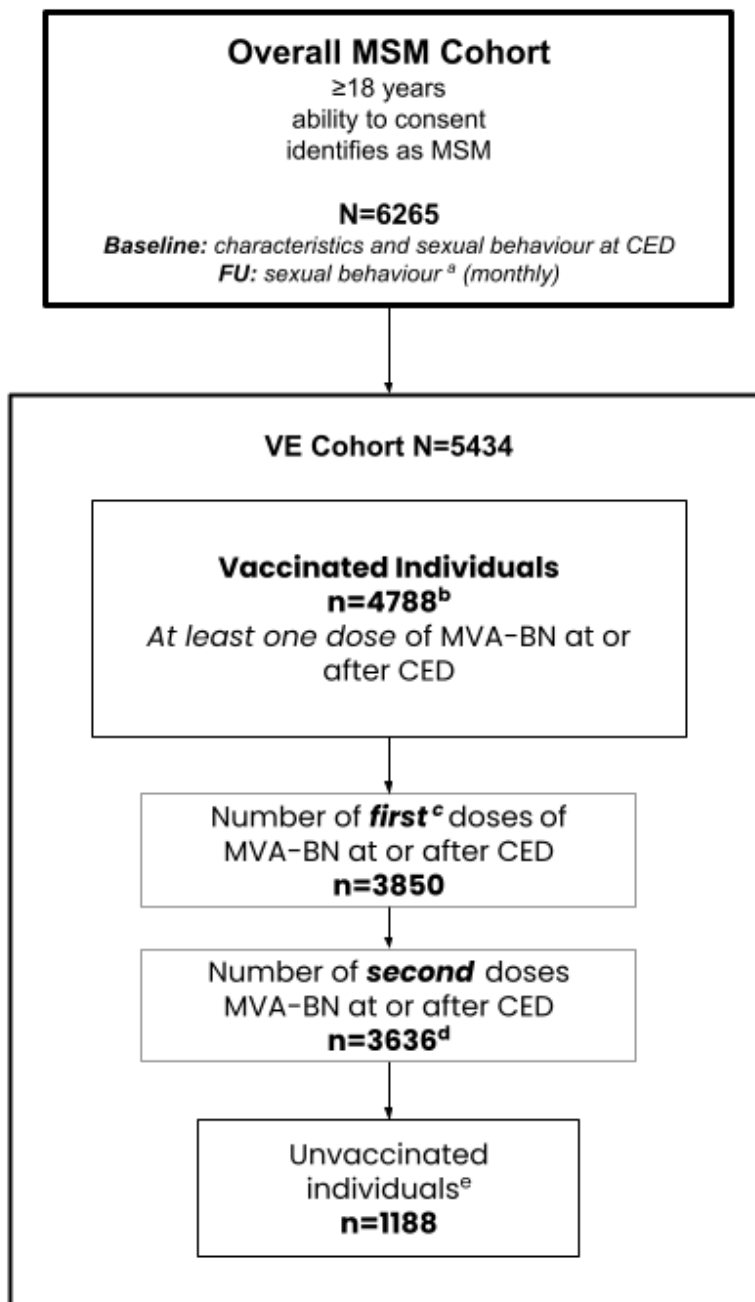 Overall MSM Cohort
≥18 years
ability to consent
identifies as MSM
N=6265
Baseline: characteristics and sexual behaviour at CED
FU: sexual behaviour ᵃ (monthly)
VE Cohort N=5434
Vaccinated Individuals
n=4788ᵇ
At least one dose of MVA-BN at or
after CED
Number of first ᶜ doses of
MVA-BN at or after CED
n=3850
Number of second doses
MVA-BN at or after CED
n=3636ᵈ
Unvaccinated
individualsᵉ
n=1188